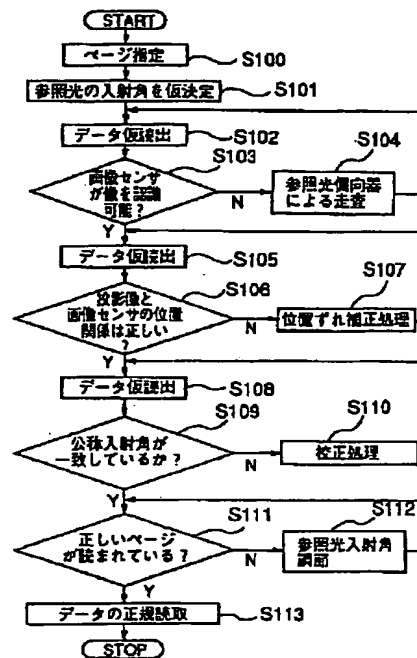 START
ページ指定
S100
参照光の入射角を仮決定
S101
データ仮読出
S102
S103
画像センサ
が像を認識
可能?
N
Y
S104
参照光偏向器
による走査
データ仮読出
S105
S106
投影像と
画像センサの位置
関係は正しい
?
N
Y
S107
位置ずれ補正処理
データ仮読出
S108
S109
公称入射角が
一致しているか?
N
Y
S110
校正処理
S111
正しいページ
が読まれている?
N
Y
S112
参照光入射角
調節
データの正規読取
S113
STOP